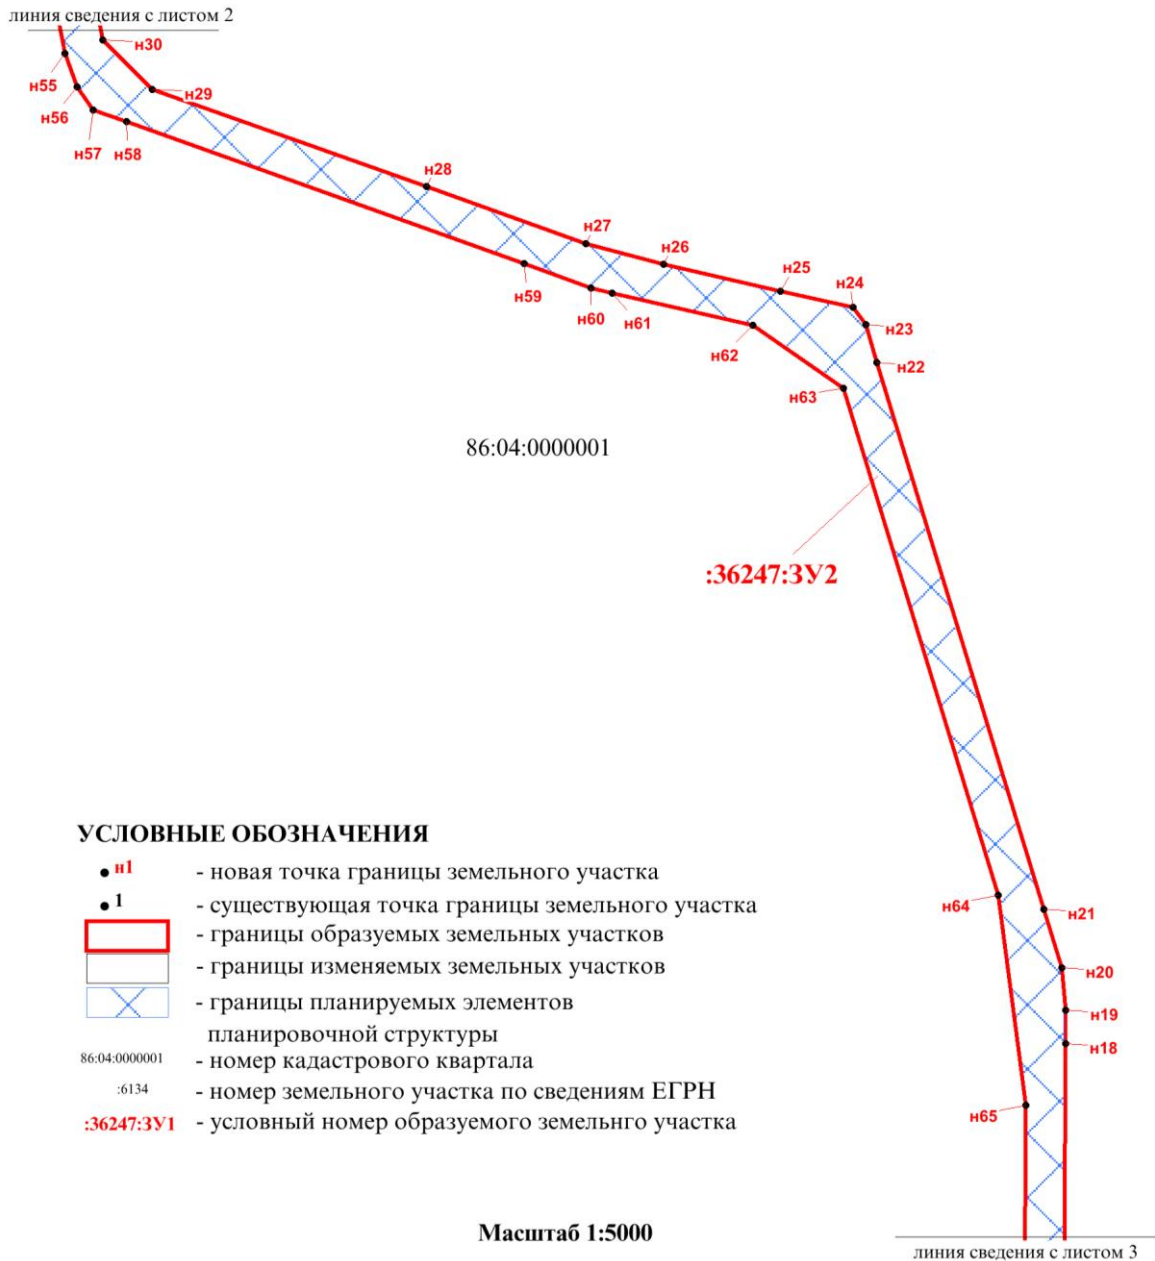 линия сведения с листом 2
н30
н55
н29
н56
н57
н58
н28
н27
н26
н25
н24
н59
н60
н61
н23
н62
н22
н63
86:04:0000001
:36247:ЗУ2
УСЛОВНЫЕ ОБОЗНАЧЕНИЯ
н1 - новая точка границы земельного участка
1 - существующая точка границы земельного участка
- границы образуемых земельных участков
- границы изменяемых земельных участков
- границы планируемых элементов
планировочной структуры
86:04:0000001 - номер кадастрового квартала
:6134 - номер земельного участка по сведениям ЕГРН
:36247:ЗУ1 - условный номер образуемого земельнго участка
н64
н21
н20
н19
н18
н65
Масштаб 1:5000
линия сведения с листом 3